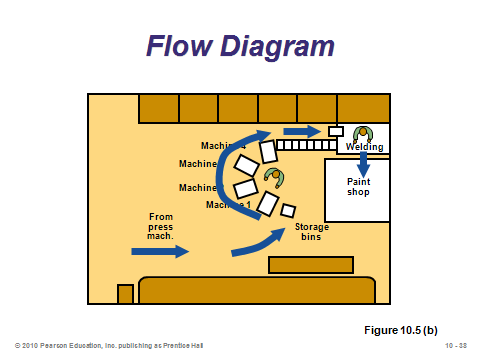 Flow Diagram
Machine 4
Welding
Machine
Machine
Paint
shop
Machine 1
From
press
mach.
Storage
bins
Figure 10.5 (b)
© 2010 Pearson Education, Inc. publishing as Prentice Hall
10 - 38